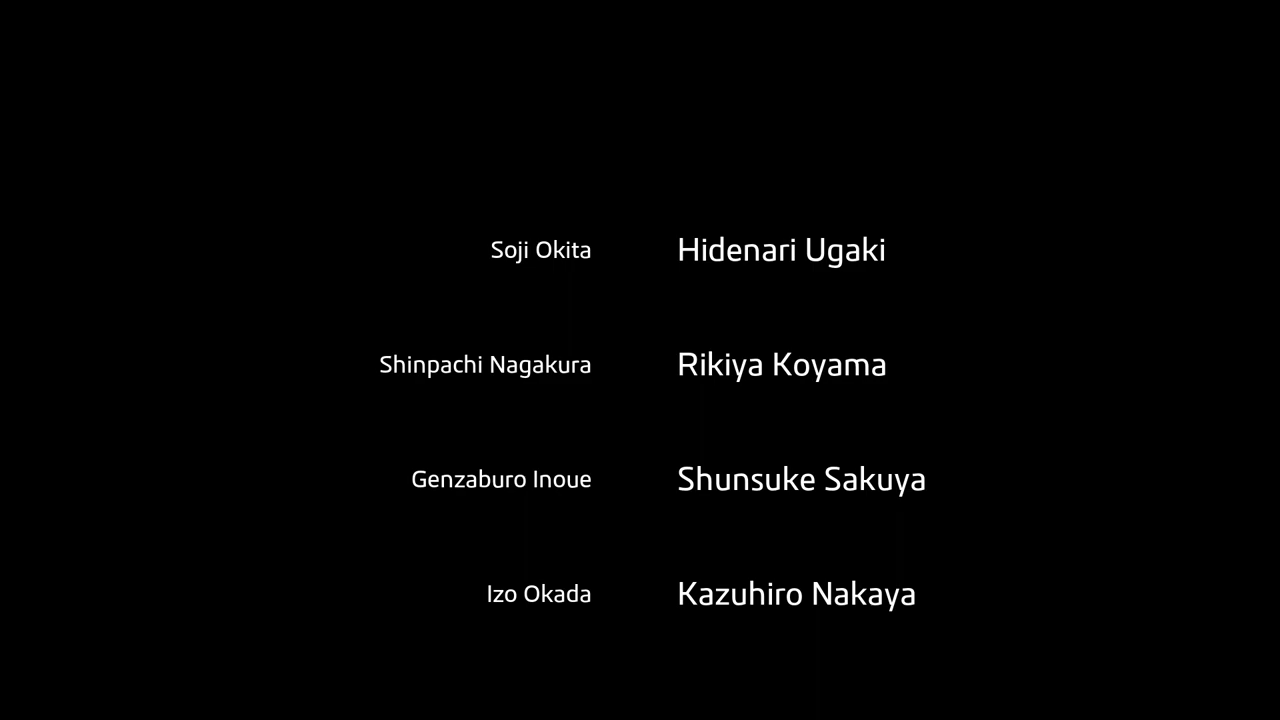 Soji Okita Hidenari Ugaki
Shinpachi Nagakura Rikiya Koyama
Genzaburo Inoue Shunsuke Sakuya
Izo Okada Kazuhiro Nakaya